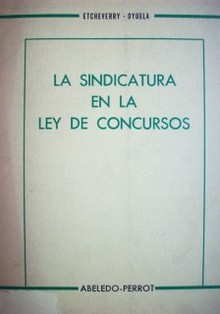 ETCHEVERRY - OYUELA
LA SINDICATURA
EN LA
LEY DE CONCURSOS
ABELEDO-PERROT